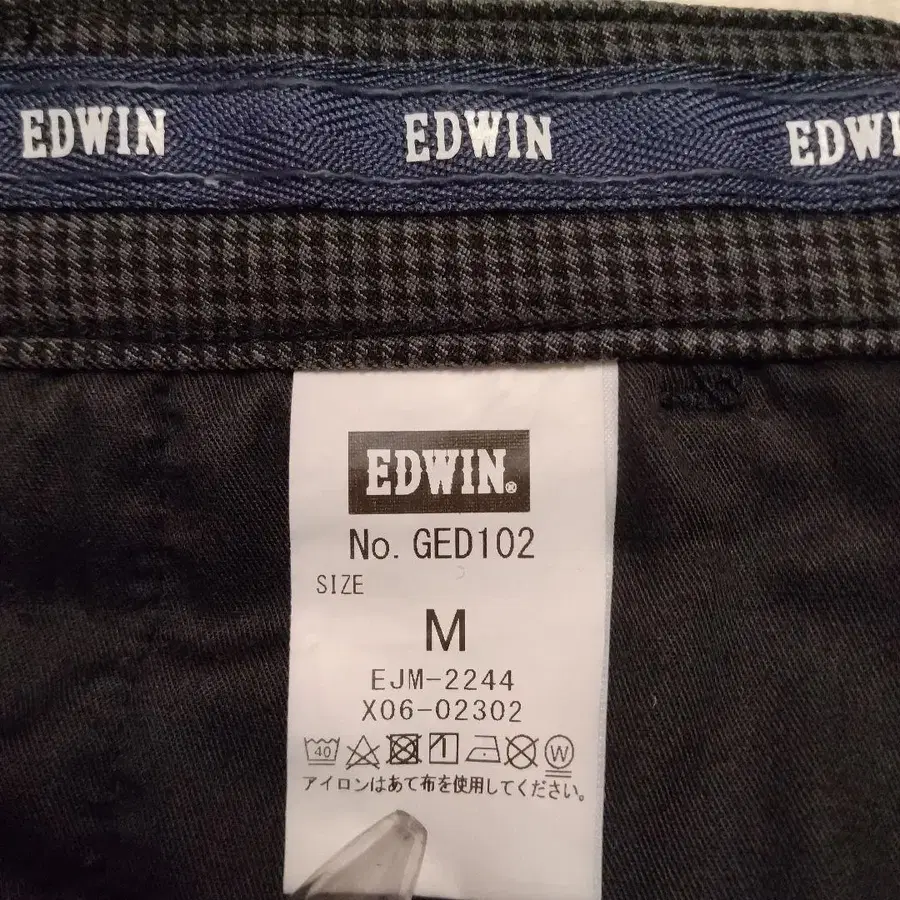 EDWIN EDWIN EDWI
EDWIN®
No. GED102
SIZE
M
EJM-2244
X06-02302
40 W
アイロンはあて布を使用してください。